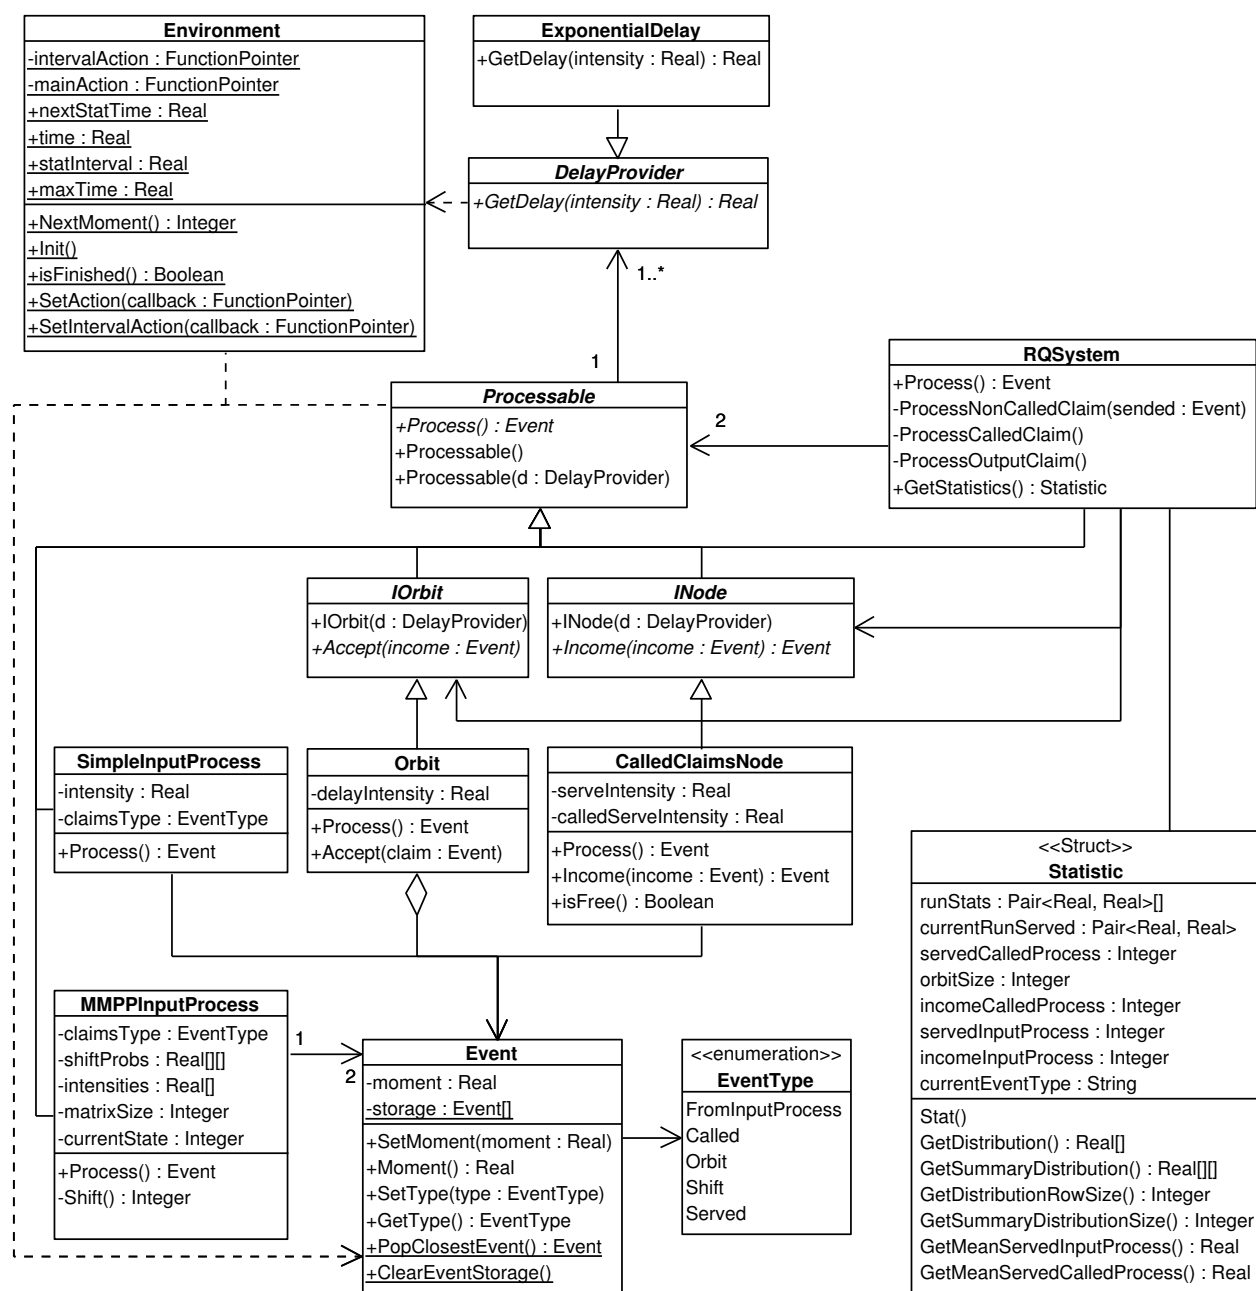 Environment
-intervalAction : FunctionPointer
-mainAction : FunctionPointer
+nextStatTime : Real
+time : Real
+statInterval : Real
+maxTime : Real
+NextMoment() : Integer
+Init()
+isFinished() : Boolean
+SetAction(callback : FunctionPointer)
+SetIntervalAction(callback : FunctionPointer)
ExponentialDelay
+GetDelay(intensity : Real) : Real
DelayProvider
+GetDelay(intensity : Real) : Real
1..*
1
Processable
+Process() : Event
+Processable()
+Processable(d : DelayProvider)
2
RQSystem
+Process() : Event
-ProcessNonCalledClaim(sended : Event)
-ProcessCalledClaim()
-ProcessOutputClaim()
+GetStatistics() : Statistic
IOrbit
+IOrbit(d : DelayProvider)
+Accept(income : Event)
INode
+INode(d : DelayProvider)
+Income(income : Event) : Event
SimpleInputProcess
-intensity : Real
-claimsType : EventType
+Process() : Event
Orbit
-delayIntensity : Real
+Process() : Event
+Accept(claim : Event)
CalledClaimsNode
-serveIntensity : Real
-calledServeIntensity : Real
+Process() : Event
+Income(income : Event) : Event
+isFree() : Boolean
<<Struct>>
Statistic
runStats : Pair<Real, Real>[]
currentRunServed : Pair<Real, Real>
servedCalledProcess : Integer
orbitSize : Integer
incomeCalledProcess : Integer
servedInputProcess : Integer
incomeInputProcess : Integer
currentEventType : String
Stat()
GetDistribution() : Real[]
GetSummaryDistribution() : Real[][]
GetDistributionRowSize() : Integer
GetSummaryDistributionSize() : Integer
GetMeanServedInputProcess() : Real
GetMeanServedCalledProcess() : Real
MMPPInputProcess
-claimsType : EventType
-shiftProbs : Real[][]
-intensities : Real[]
-matrixSize : Integer
-currentState : Integer
+Process() : Event
-Shift() : Integer
1
2
Event
-moment : Real
-storage : Event[]
+SetMoment(moment : Real)
+Moment() : Real
+SetType(type : EventType)
+GetType() : EventType
+PopClosestEvent() : Event
+ClearEventStorage()
<<enumeration>>
EventType
FromInputProcess
Called
Orbit
Shift
Served